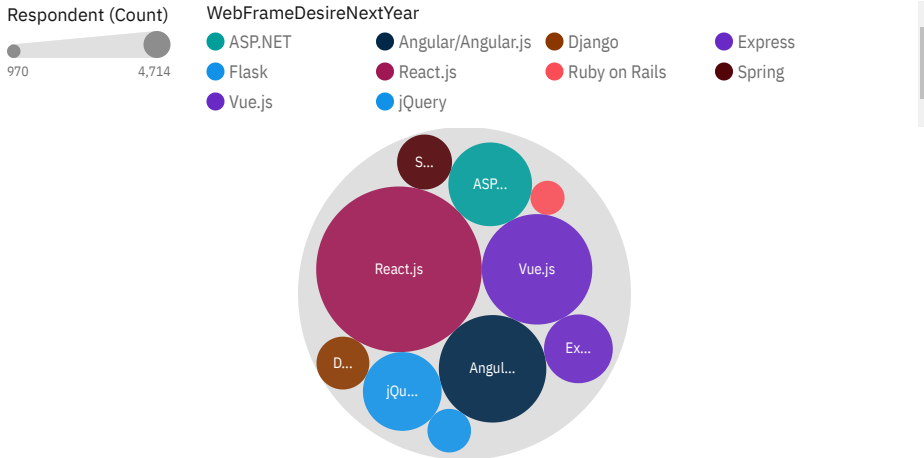 Respondent (Count)
970 4,714
WebFrameDesireNextYear
ASP.NET Angular/Angular.js Django Express
Flask React.js Ruby on Rails Spring
Vue.js jQuery
S...
ASP...
React.js
Vue.js
Ex...
D...
Angul...
jQu...